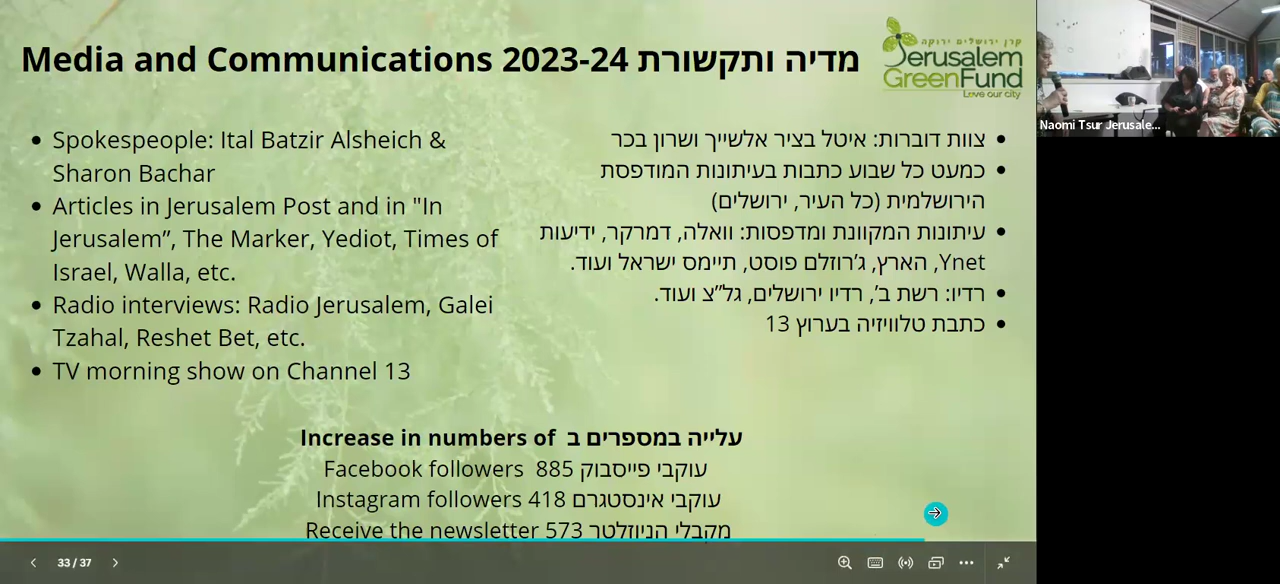 Media and Communications 2023-24 מדיה ותקשורת
קרן ירושלים ירוקה
Jerusalem
GreenFund
Love our city
Naomi Tsur Jerusale...
• Spokespeople: Ital Batzir Alsheich &
Sharon Bachar
• Articles in Jerusalem Post and in "In
Jerusalem”, The Marker, Yediot, Times of
Israel, Walla, etc.
• Radio interviews: Radio Jerusalem, Galei
Tzahal, Reshet Bet, etc.
• TV morning show on Channel 13
• צוות דוברות: איטל בציר אלשייך ושרון בכר
• כמעט כל שבוע כתבות בעיתונות המודפסת
הירושלמית (כל העיר, ירושלים)
• עיתונות המקוונת ומדפסות: וואלה, דמרקר, ידיעות
Ynet, הארץ, ג’רוזלם פוסט, תיימס ישראל ועוד.
• רדיו: רשת ב’, רדיו ירושלים, גל”צ ועוד.
• כתבת טלוויזיה בערוץ 13
Increase in numbers of עלייה במספרים ב
Facebook followers 885 עוקבי פייסבוק
Instagram followers 418 עוקבי אינסטגרם
Receive the newsletter 573 מקבלי הניוזלטר
33 / 37